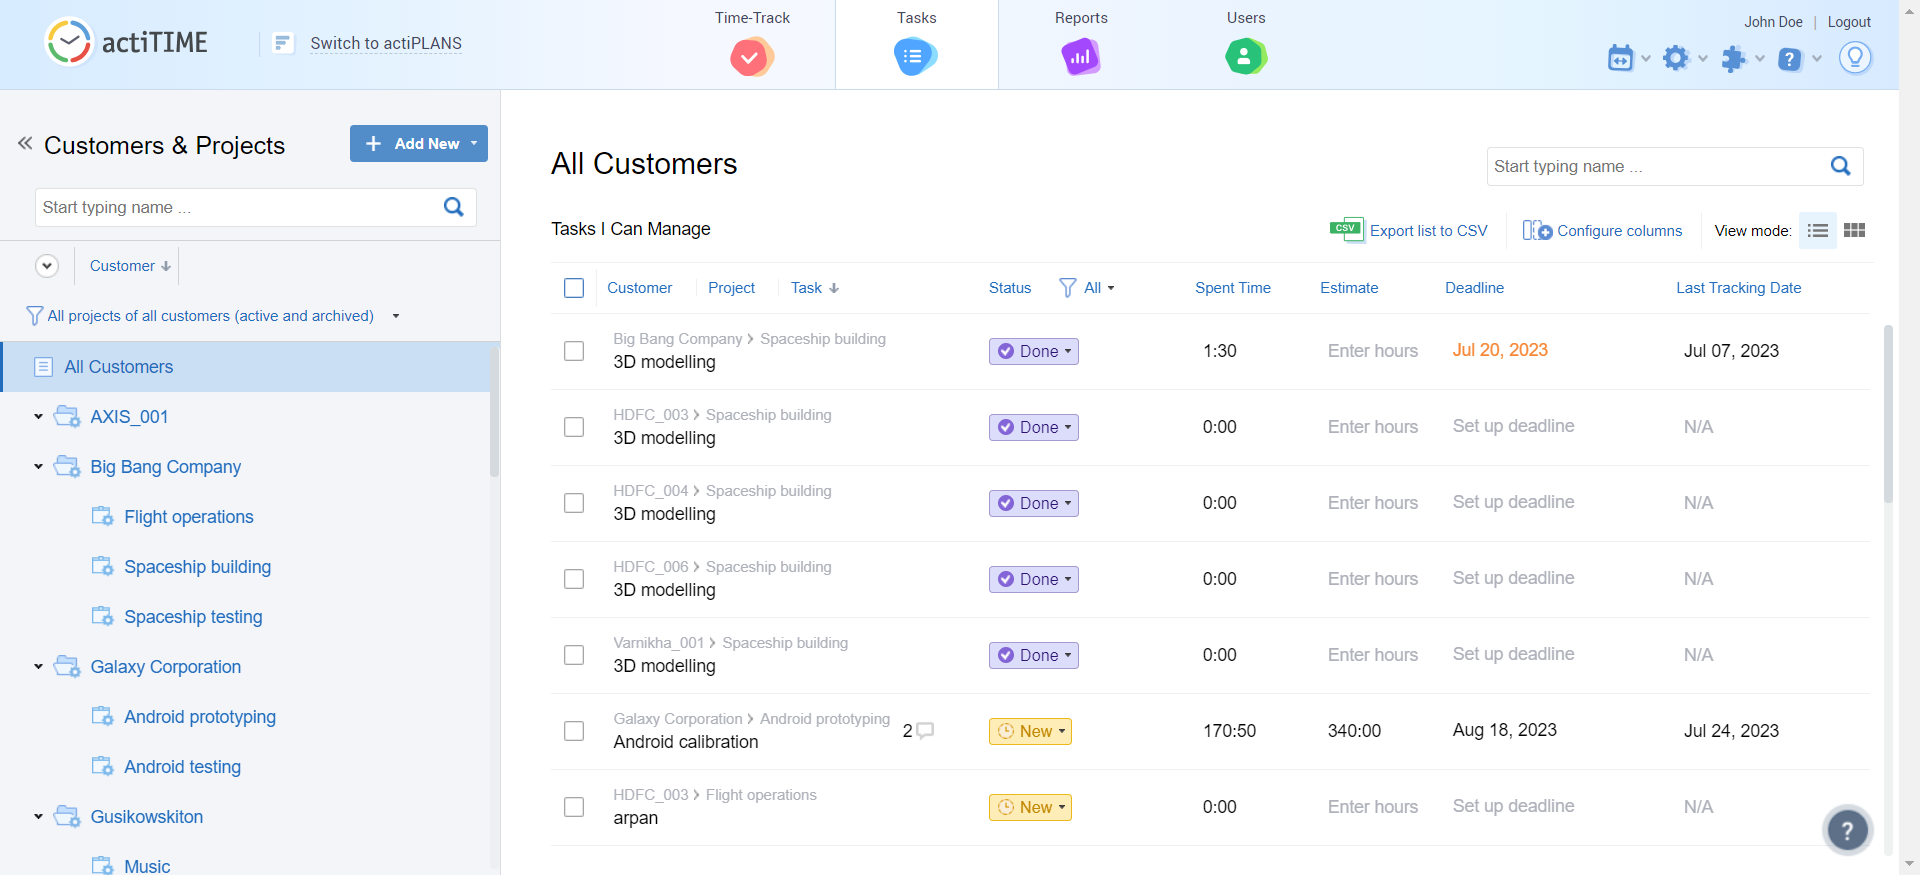 actiTIME
Switch to actiPLANS
Time-Track
Tasks
Reports
Users
John Doe | Logout
Customers & Projects
Add New
Start typing name ...
Customer
All projects of all customers (active and archived)
All Customers
AXIS_001
Big Bang Company
Flight operations
Spaceship building
Spaceship testing
Galaxy Corporation
Android prototyping
Android testing
Gusikowskiton
Music
All Customers
Start typing name ...
Tasks I Can Manage
CSV Export list to CSV
Configure columns
View mode:
Customer Project Task Status All Spent Time Estimate Deadline Last Tracking Date
Big Bang Company > Spaceship building
3D modelling Done 1:30 Enter hours Jul 20, 2023 Jul 07, 2023
HDFC_003 > Spaceship building
3D modelling Done 0:00 Enter hours Set up deadline N/A
HDFC_004 > Spaceship building
3D modelling Done 0:00 Enter hours Set up deadline N/A
HDFC_006 > Spaceship building
3D modelling Done 0:00 Enter hours Set up deadline N/A
Varnikha_001 > Spaceship building
3D modelling Done 0:00 Enter hours Set up deadline N/A
Galaxy Corporation > Android prototyping
Android calibration 2 New 170:50 340:00 Aug 18, 2023 Jul 24, 2023
HDFC_003 > Flight operations
arpan New 0:00 Enter hours Set up deadline N/A
?